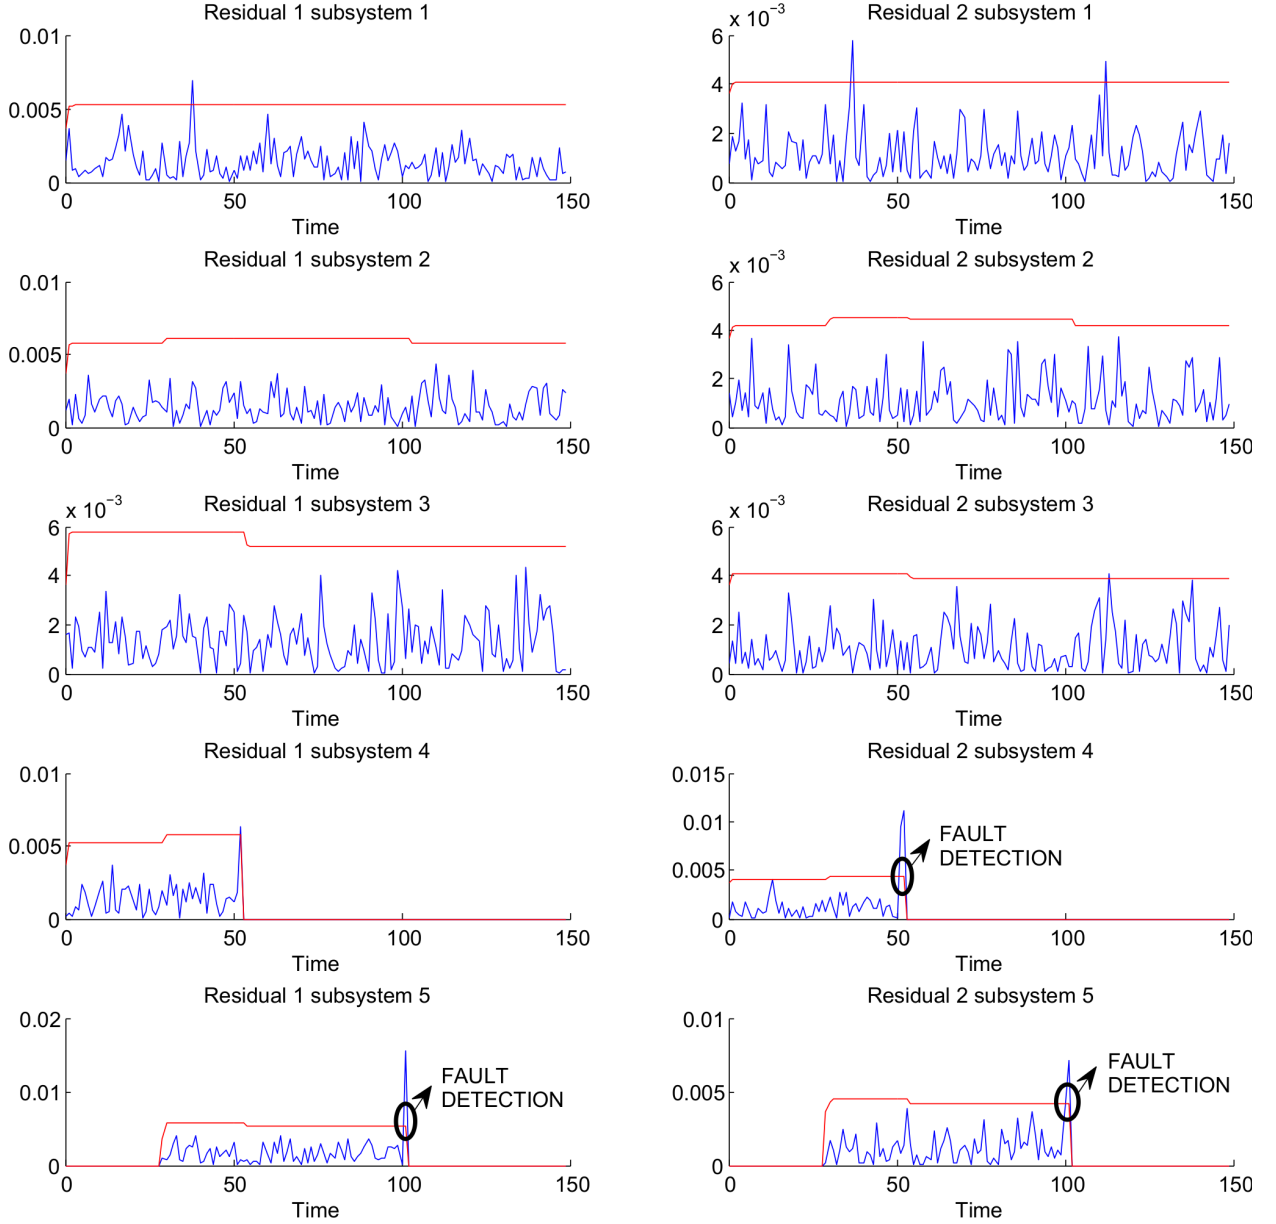 Residual 1 subsystem 1
0.01
0.005
0
0 50 100 150
Time
Residual 2 subsystem 1
x 10^−3
6
4
2
0
0 50 100 150
Time
Residual 1 subsystem 2
0.01
0.005
0
0 50 100 150
Time
Residual 2 subsystem 2
x 10^−3
6
4
2
0
0 50 100 150
Time
Residual 1 subsystem 3
x 10^−3
6
4
2
0
0 50 100 150
Time
Residual 2 subsystem 3
x 10^−3
6
4
2
0
0 50 100 150
Time
Residual 1 subsystem 4
0.01
0.005
0
0 50 100 150
Time
Residual 2 subsystem 4
0.015
0.01
0.005
0
FAULT
DETECTION
0 50 100 150
Time
Residual 1 subsystem 5
0.02
0.01
0
FAULT
DETECTION
0 50 100 150
Time
Residual 2 subsystem 5
0.01
0.005
0
FAULT
DETECTION
0 50 100 150
Time